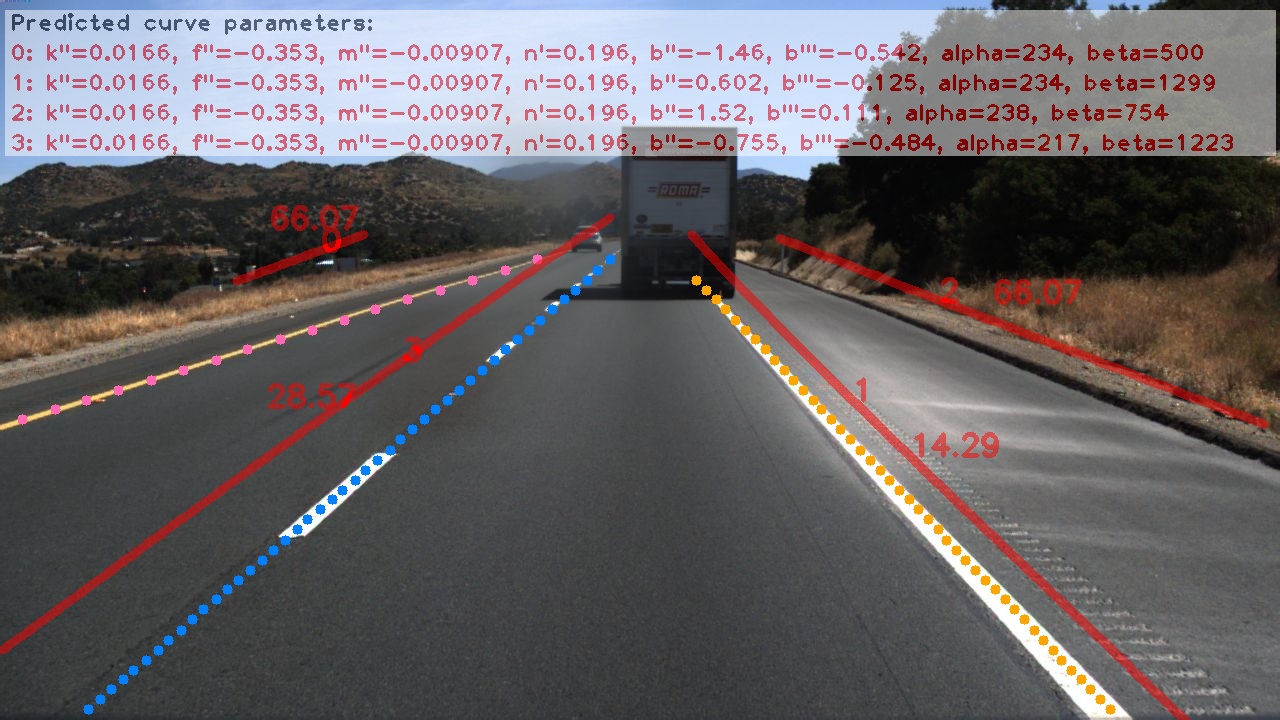 Predicted curve parameters:
0: k''=0.0166, f''=−0.353, m''=−0.00907, n'=0.196, b''=−1.46, b'''=−0.542, alpha=234, beta=500
1: k''=0.0166, f''=−0.353, m''=−0.00907, n'=0.196, b''=0.602, b'''=−0.125, alpha=234, beta=1299
2: k''=0.0166, f''=−0.353, m''=−0.00907, n'=0.196, b''=1.52, b'''=0.111, alpha=238, beta=754
3: k''=0.0166, f''=−0.353, m''=−0.00907, n'=0.196, b''=−0.755, b'''=−0.484, alpha=217, beta=1223
ROMA
66.07
0
2 66.07
3
28.57
1
14.29